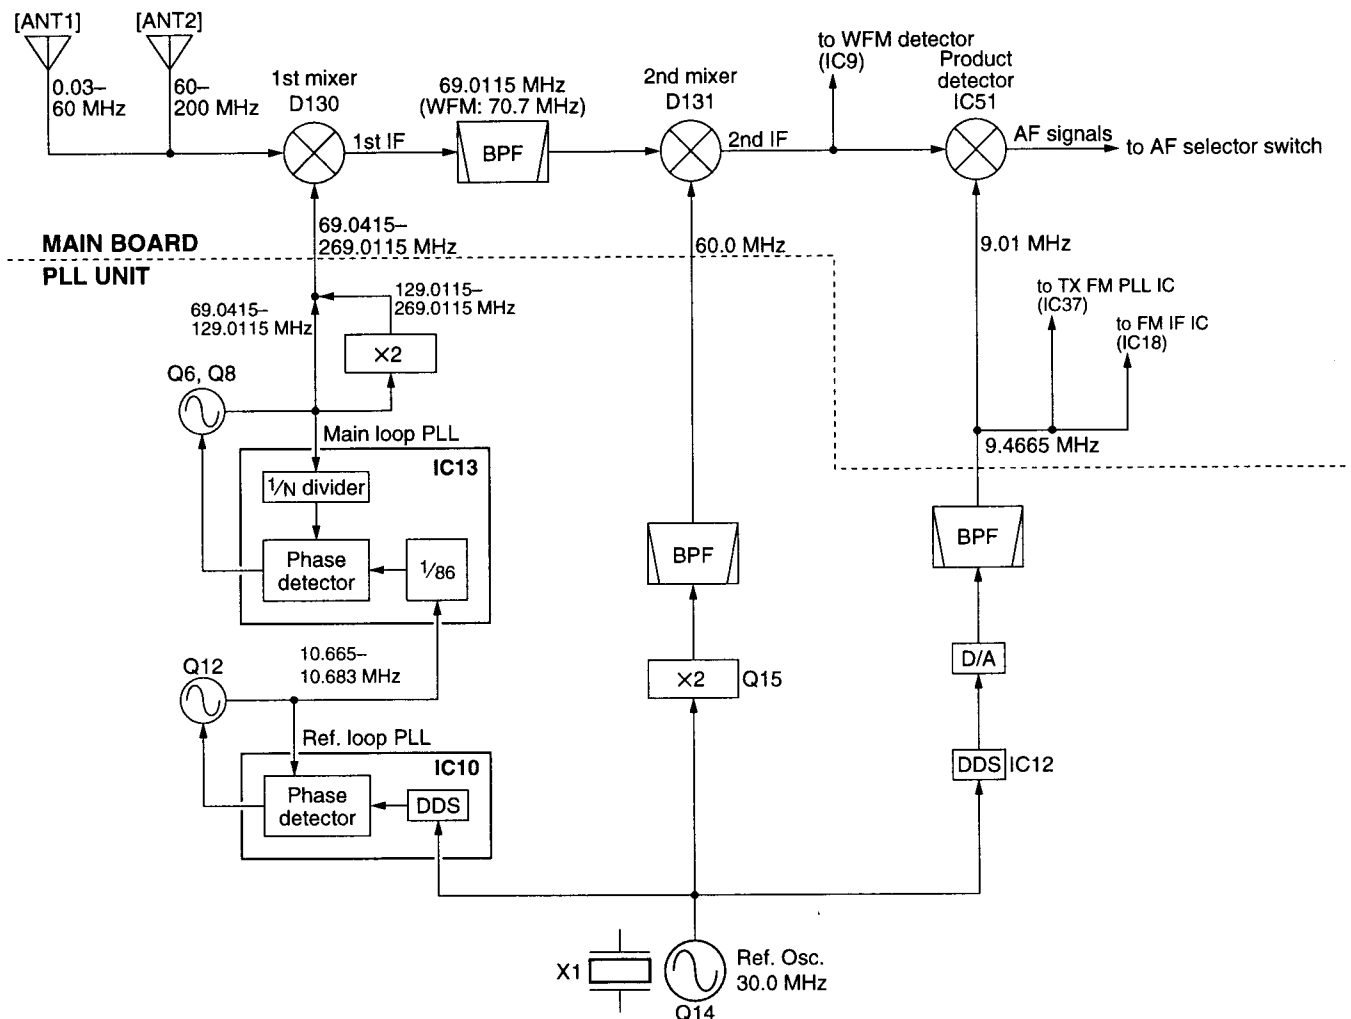 [ANT1]
[ANT2]
0.03–
60 MHz
60–
200 MHz
1st mixer
D130
1st IF
69.0115 MHz
(WFM: 70.7 MHz)
BPF
2nd mixer
D131
2nd IF
to WFM detector
(IC9)
Product
detector
IC51
AF signals
to AF selector switch
69.0415–
269.0115 MHz
60.0 MHz
9.01 MHz
MAIN BOARD
PLL UNIT
69.0415–
129.0115 MHz
129.0115–
269.0115 MHz
×2
to TX FM PLL IC
(IC37)
to FM IF IC
(IC18)
Q6, Q8
Main loop PLL
IC13
1/N divider
Phase
detector
1/86
9.4665 MHz
BPF
BPF
10.665–
10.683 MHz
Q12
×2
Q15
D/A
Ref. loop PLL
IC10
Phase
detector
DDS
DDS
IC12
X1
Ref. Osc.
30.0 MHz
Q14